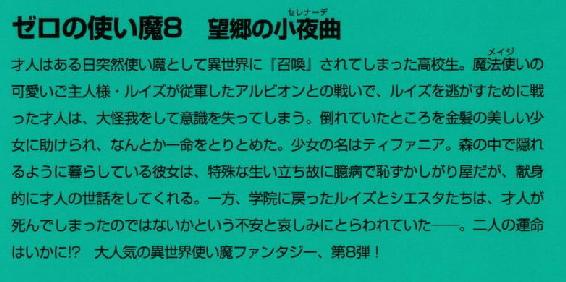 ゼロの使い魔8　望郷の小夜曲
セレナーデ
才人はある日突然使い魔として異世界に『召喚』されてしまった高校生。魔法使いの
メイジ
可愛いご主人様・ルイズが従軍したアルビオンとの戦いで、ルイズを逃がすために戦
った才人は、大怪我をして意識を失ってしまう。倒れていたところを金髪の美しい少
女に助けられ、なんとか一命をとりとめた。少女の名はティファニア。森の中で隠れ
るように暮らしている彼女は、特殊な生い立ち故に臆病で恥ずかしがり屋だが、献身
的に才人の世話をしてくれる。一方、学院に戻ったルイズとシエスタたちは、才人が
死んでしまったのではないかという不安と哀しみにとらわれていた――。二人の運命
はいかに!?　大人気の異世界使い魔ファンタジー、第8弾！